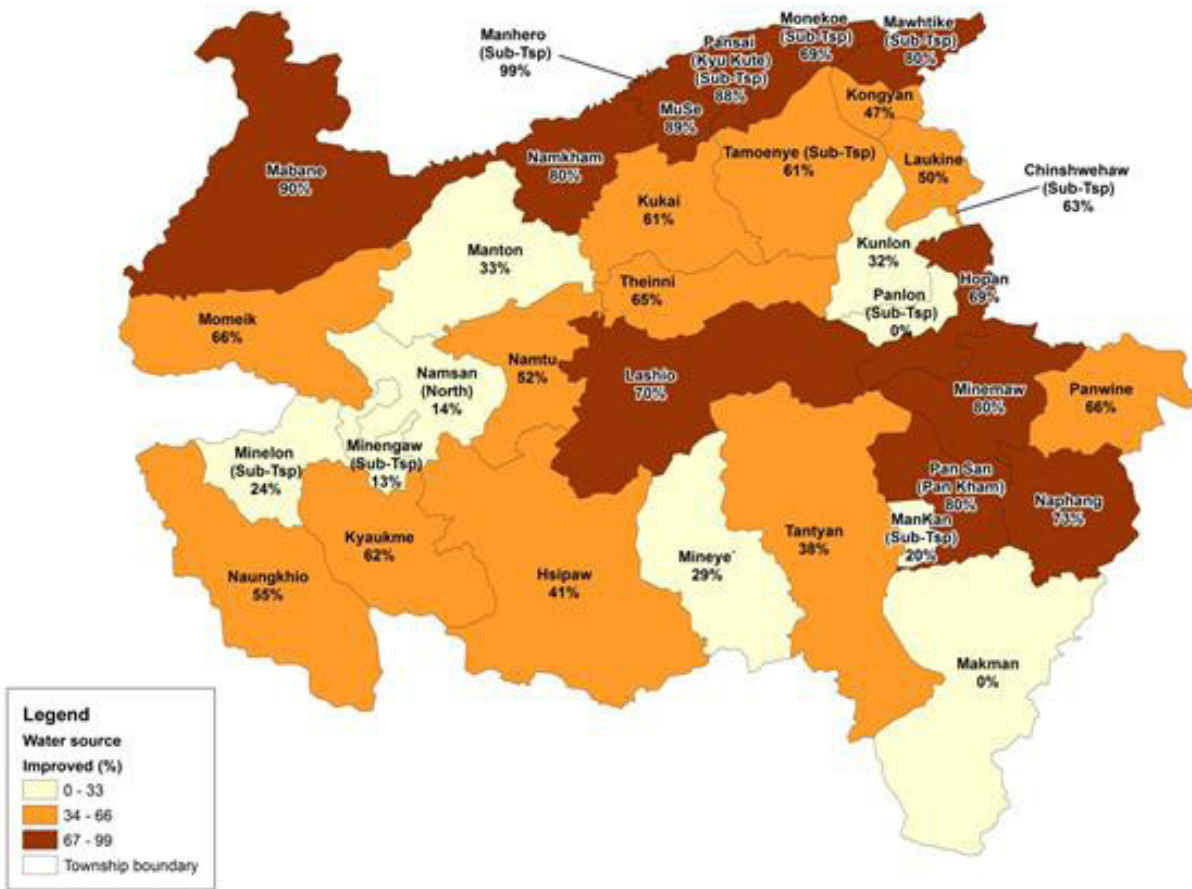 Manhero
(Sub-Tsp)
99%
Monekoe
(Sub-Tsp)
69%
Mawhtike
(Sub-Tsp)
80%
Pansai
(Kyu Kute)
(Sub-Tsp)
88%
MuSe
89%
Kongyan
47%
Mabane
90%
Namkham
80%
Tamoenye (Sub-Tsp)
61%
Laukine
50%
Chinshwehaw
(Sub-Tsp)
63%
Kukai
61%
Manton
33%
Kunlon
32%
Theinni
65%
Hopan
69%
Panlon
(Sub-Tsp)
0%
Momeik
66%
Namtu
52%
Namsan
(North)
14%
Lashio
70%
Minemaw
80%
Panwine
66%
Minelon
(Sub-Tsp)
24%
Minengaw
(Sub-Tsp)
13%
Pan San
(Pan Kham)
80%
Naphang
73%
ManKan
(Sub-Tsp)
20%
Kyaukme
62%
Tantyan
38%
Mineye`
29%
Hsipaw
41%
Naungkhio
55%
Makman
0%
Legend
Water source
Improved (%)
0 - 33
34 - 66
67 - 99
Township boundary